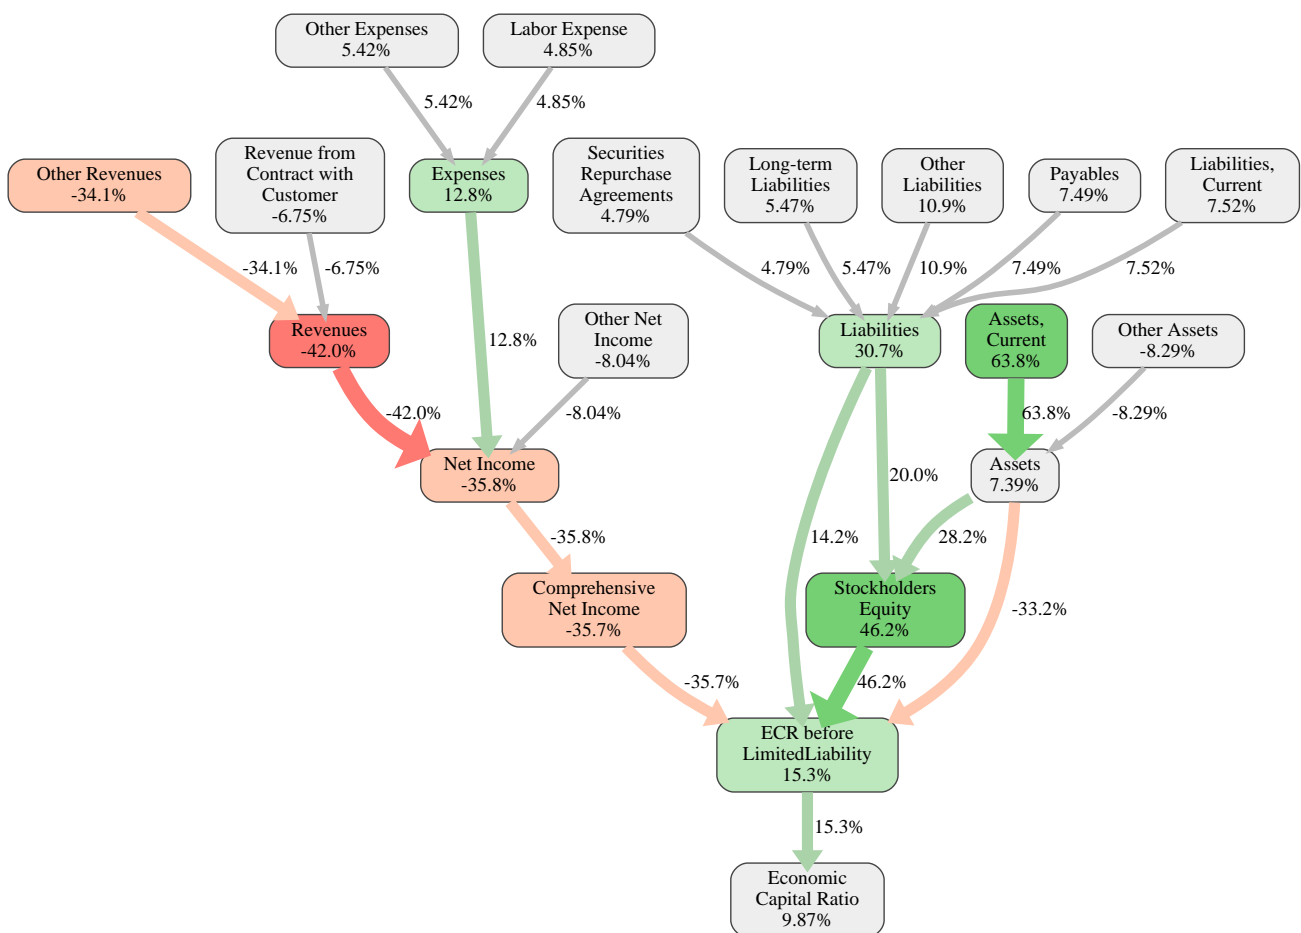 Other Expenses
5.42%
Labor Expense
4.85%
5.42%
4.85%
Other Revenues
-34.1%
Revenue from
Contract with
Customer
-6.75%
Expenses
12.8%
Securities
Repurchase
Agreements
4.79%
Long-term
Liabilities
5.47%
Other
Liabilities
10.9%
Payables
7.49%
Liabilities,
Current
7.52%
-34.1%
-6.75%
4.79%
5.47%
10.9%
7.49%
7.52%
Revenues
-42.0%
12.8%
Other Net
Income
-8.04%
Liabilities
30.7%
Assets,
Current
63.8%
Other Assets
-8.29%
-42.0%
-8.04%
63.8%
-8.29%
Net Income
-35.8%
20.0%
Assets
7.39%
-35.8%
14.2%
28.2%
Comprehensive
Net Income
-35.7%
Stockholders
Equity
46.2%
-33.2%
-35.7%
46.2%
ECR before
LimitedLiability
15.3%
15.3%
Economic
Capital Ratio
9.87%